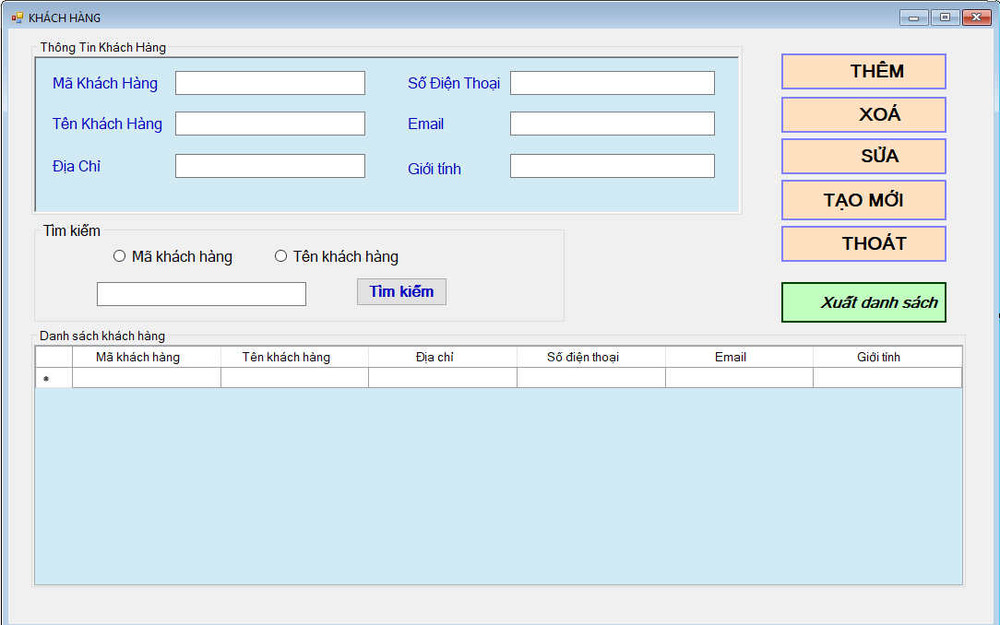 KHÁCH HÀNG
Thông Tin Khách Hàng
Mã Khách Hàng
Số Điện Thoại
Tên Khách Hàng
Email
Địa Chỉ
Giới tính
THÊM
XOÁ
SỬA
TẠO MỚI
THOÁT
Xuất danh sách
Tìm kiếm
Mã khách hàng
Tên khách hàng
Tìm kiếm
Danh sách khách hàng
Mã khách hàng Tên khách hàng Địa chỉ Số điện thoại Email Giới tính